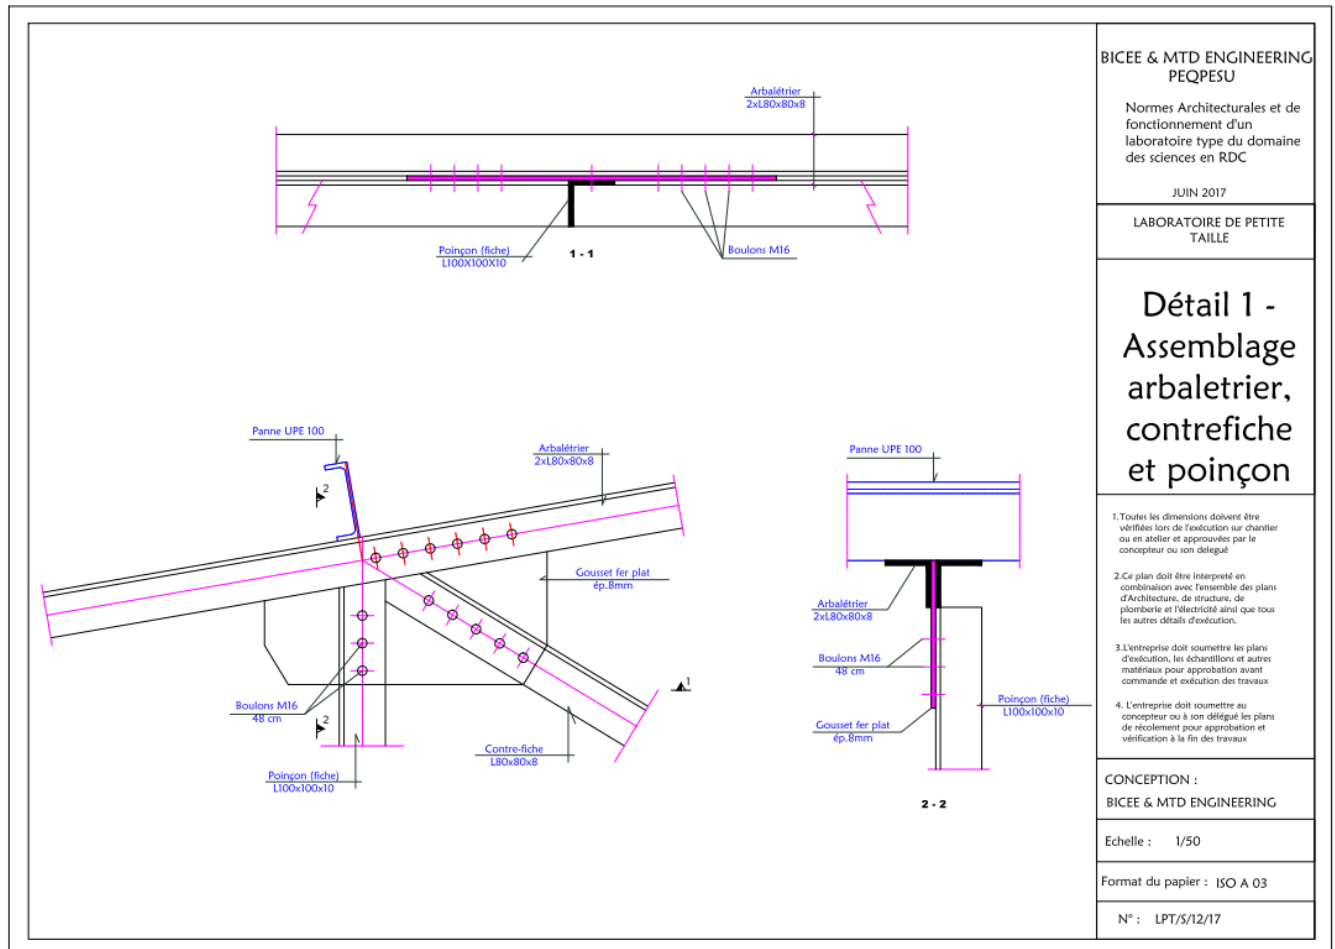 Arbalétrier
2xL80x80x8
Poinçon (fiche)
L100X100X10
1 - 1
Boulons M16
Panne UPE 100
2
Arbalétrier
2xL80x80x8
Gousset fer plat
ép.8mm
1
Boulons M16
48 cm
2
Contre-fiche
L80x80x8
Poinçon (fiche)
L100x100x10
Panne UPE 100
Arbalétrier
2xL80x80x8
Boulons M16
48 cm
Poinçon (fiche)
L100x100x10
Gousset fer plat
ép.8mm
2 - 2
BICEE & MTD ENGINEERING
PEQPESU
Normes Architecturales et de
fonctionnement d'un
laboratoire type du domaine
des sciences en RDC
JUIN 2017
LABORATOIRE DE PETITE
TAILLE
Détail 1 -
Assemblage
arbaletrier,
contrefiche
et poinçon
1.Toutes les dimensions doivent être
vérifiées lors de l'exécution sur chantier
ou en atelier et approuvées par le
concepteur ou son delegué
2.Ce plan doit être interpreté en
combinaison avec l'ensemble des plans
d'Architecture, de structure, de
plomberie et l'électricité ainsi que tous
les autres détails d'exécution.
3.L'entreprise doit soumettre les plans
d'exécution, les échantillons et autres
matériaux pour approbation avant
commande et exécution des travaux
4. L'entreprise doit soumettre au
concepteur ou à son délégué les plans
de récolement pour approbation et
vérification à la fin des travaux
CONCEPTION :
BICEE & MTD ENGINEERING
Echelle : 1/50
Format du papier : ISO A 03
N° : LPT/S/12/17